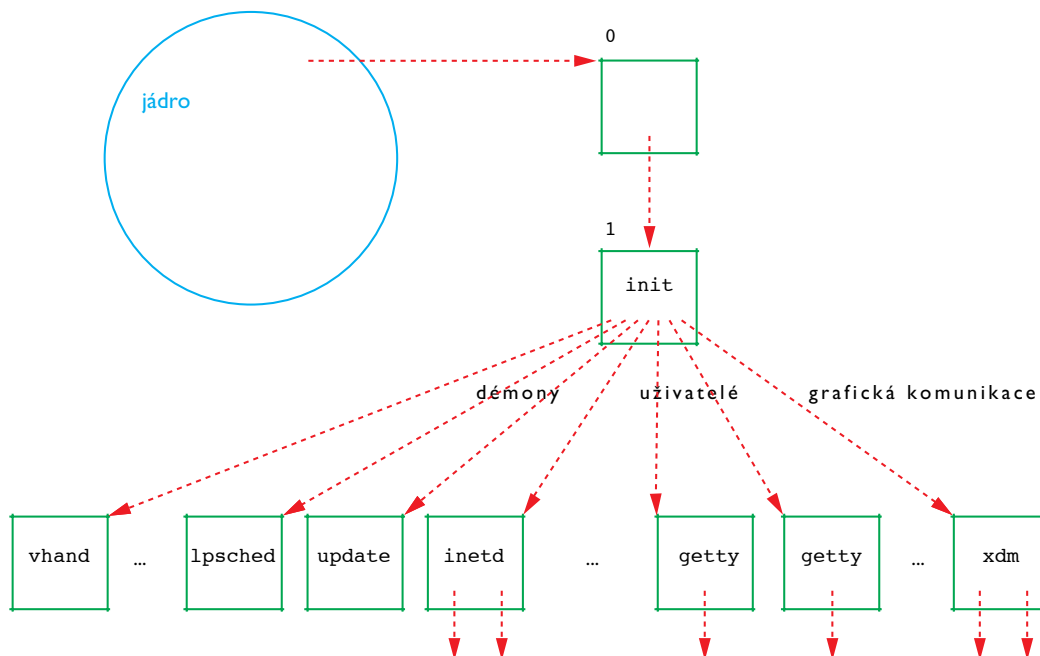 0
jádro
1
init
démony uživatelé grafická komunikace
vhand … lpsched update inetd … getty getty … xdm